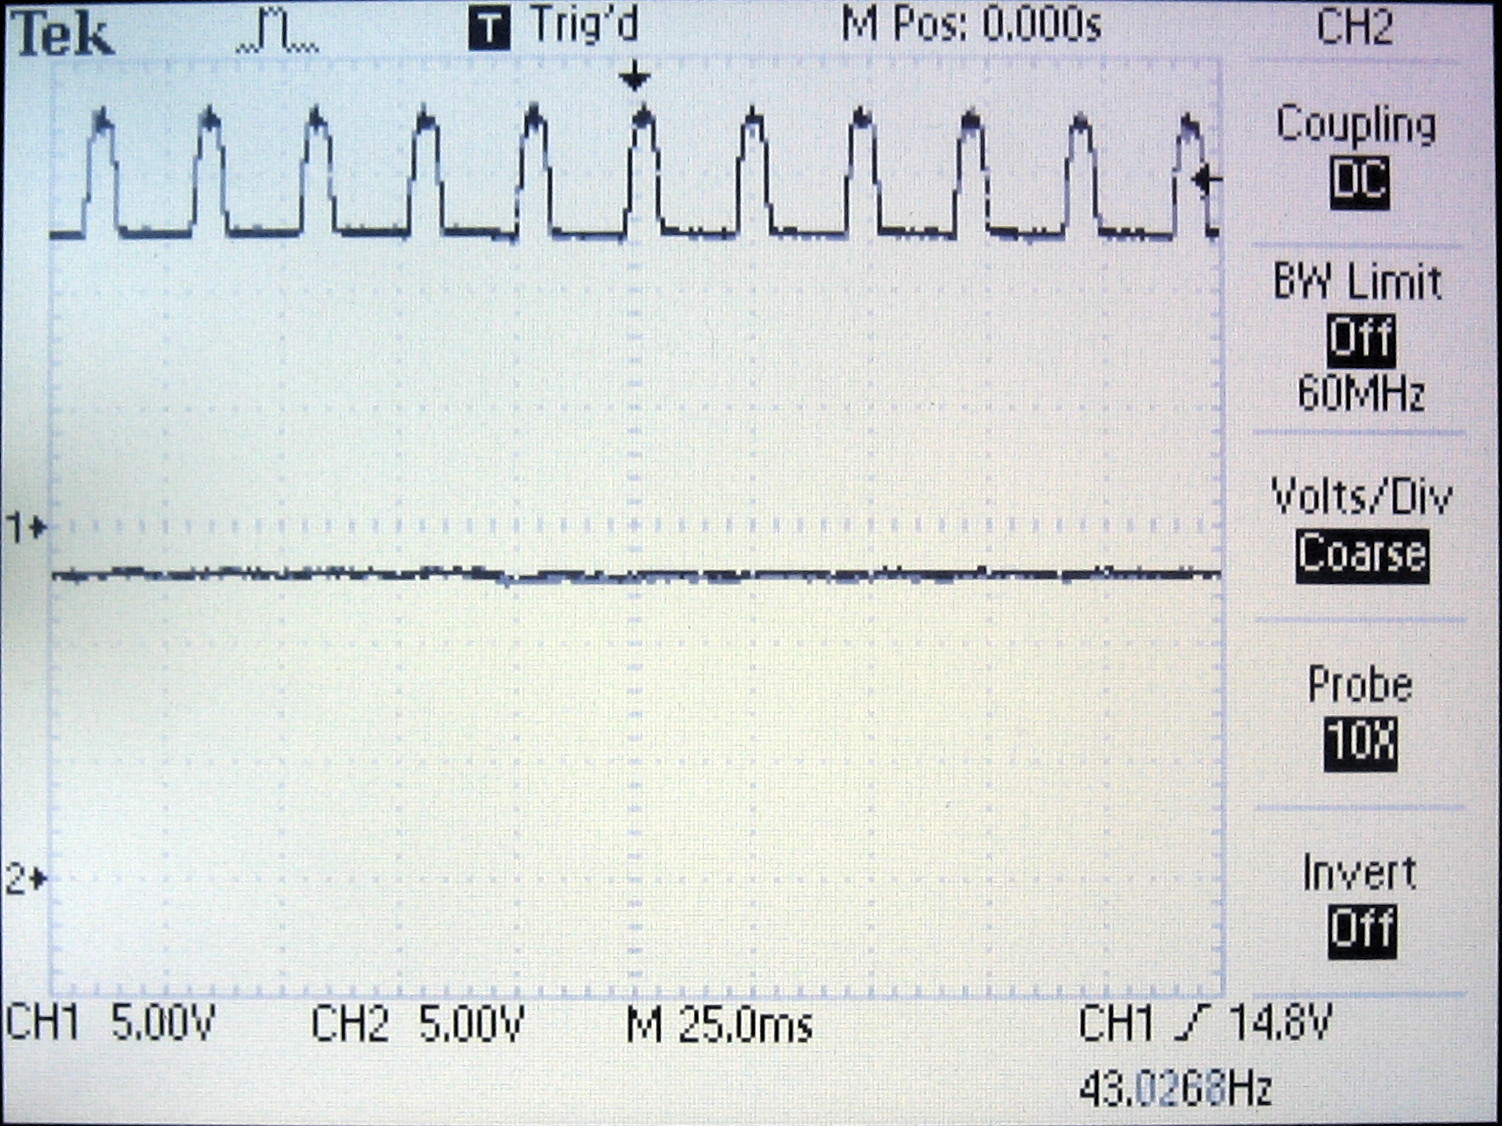 Tek T Trig'd M Pos: 0.000s CH2
Coupling
DC
BW Limit
Off
60MHz
Volts/Div
Coarse
Probe
10X
Invert
Off
1
2
CH1 5.00V CH2 5.00V M 25.0ms CH1 14.8V
43.0268Hz